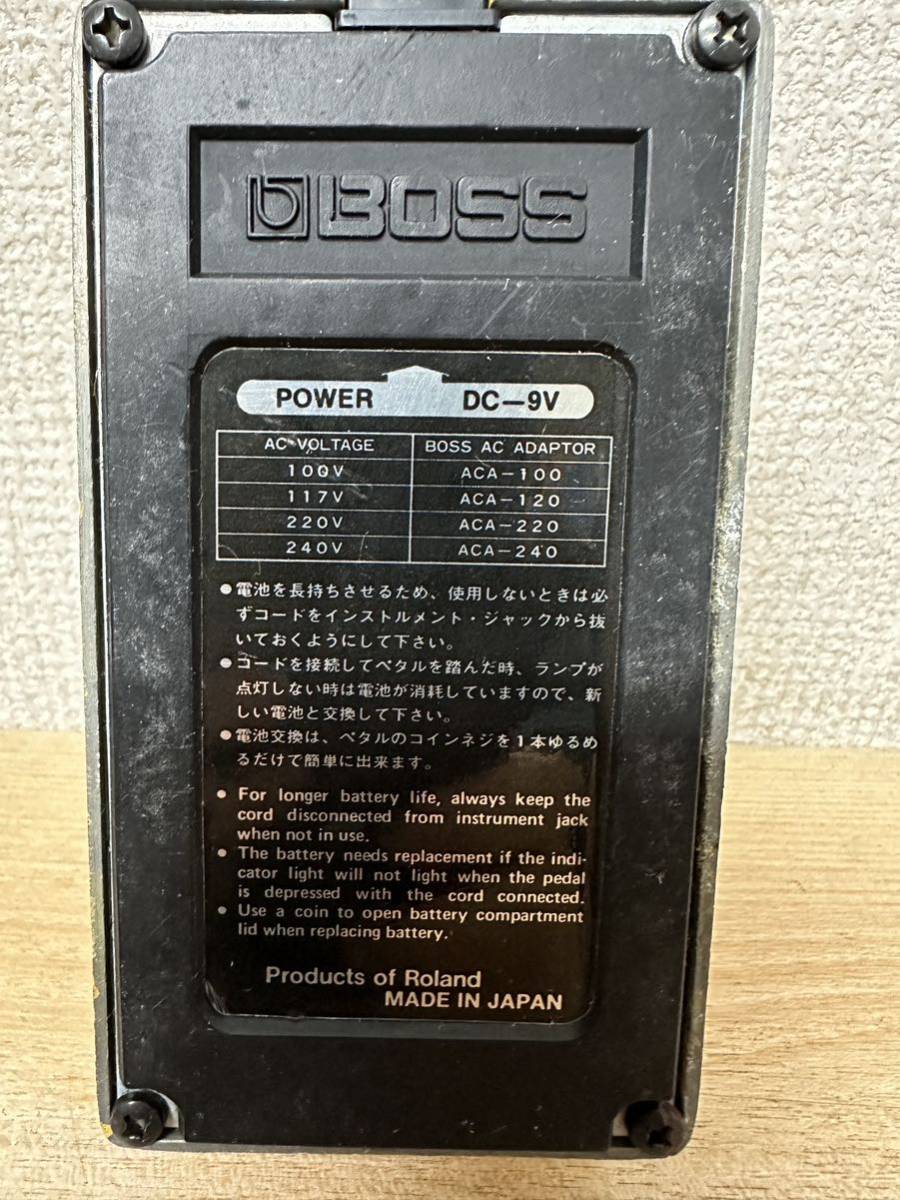 BOSS
POWER DC-9V
AC VOLTAGE BOSS AC ADAPTOR
100V ACA-100
117V ACA-120
220V ACA-220
240V ACA-240
●電池を長持ちさせるため、使用しないときは必
ずコードをインストルメント・ジャックから抜
いておくようにして下さい。
●コードを接続してペタルを踏んだ時、ランプが
点灯しない時は電池が消耗していますので、新
しい電池と交換して下さい。
●電池交換は、ペタルのコインネジを1本ゆるめ
るだけで簡単に出来ます。
● For longer battery life, always keep the
cord disconnected from instrument jack
when not in use.
● The battery needs replacement if the indi-
cator light will not light when the pedal
is depressed with the cord connected.
● Use a coin to open battery compartment
lid when replacing battery.
Products of Roland
MADE IN JAPAN